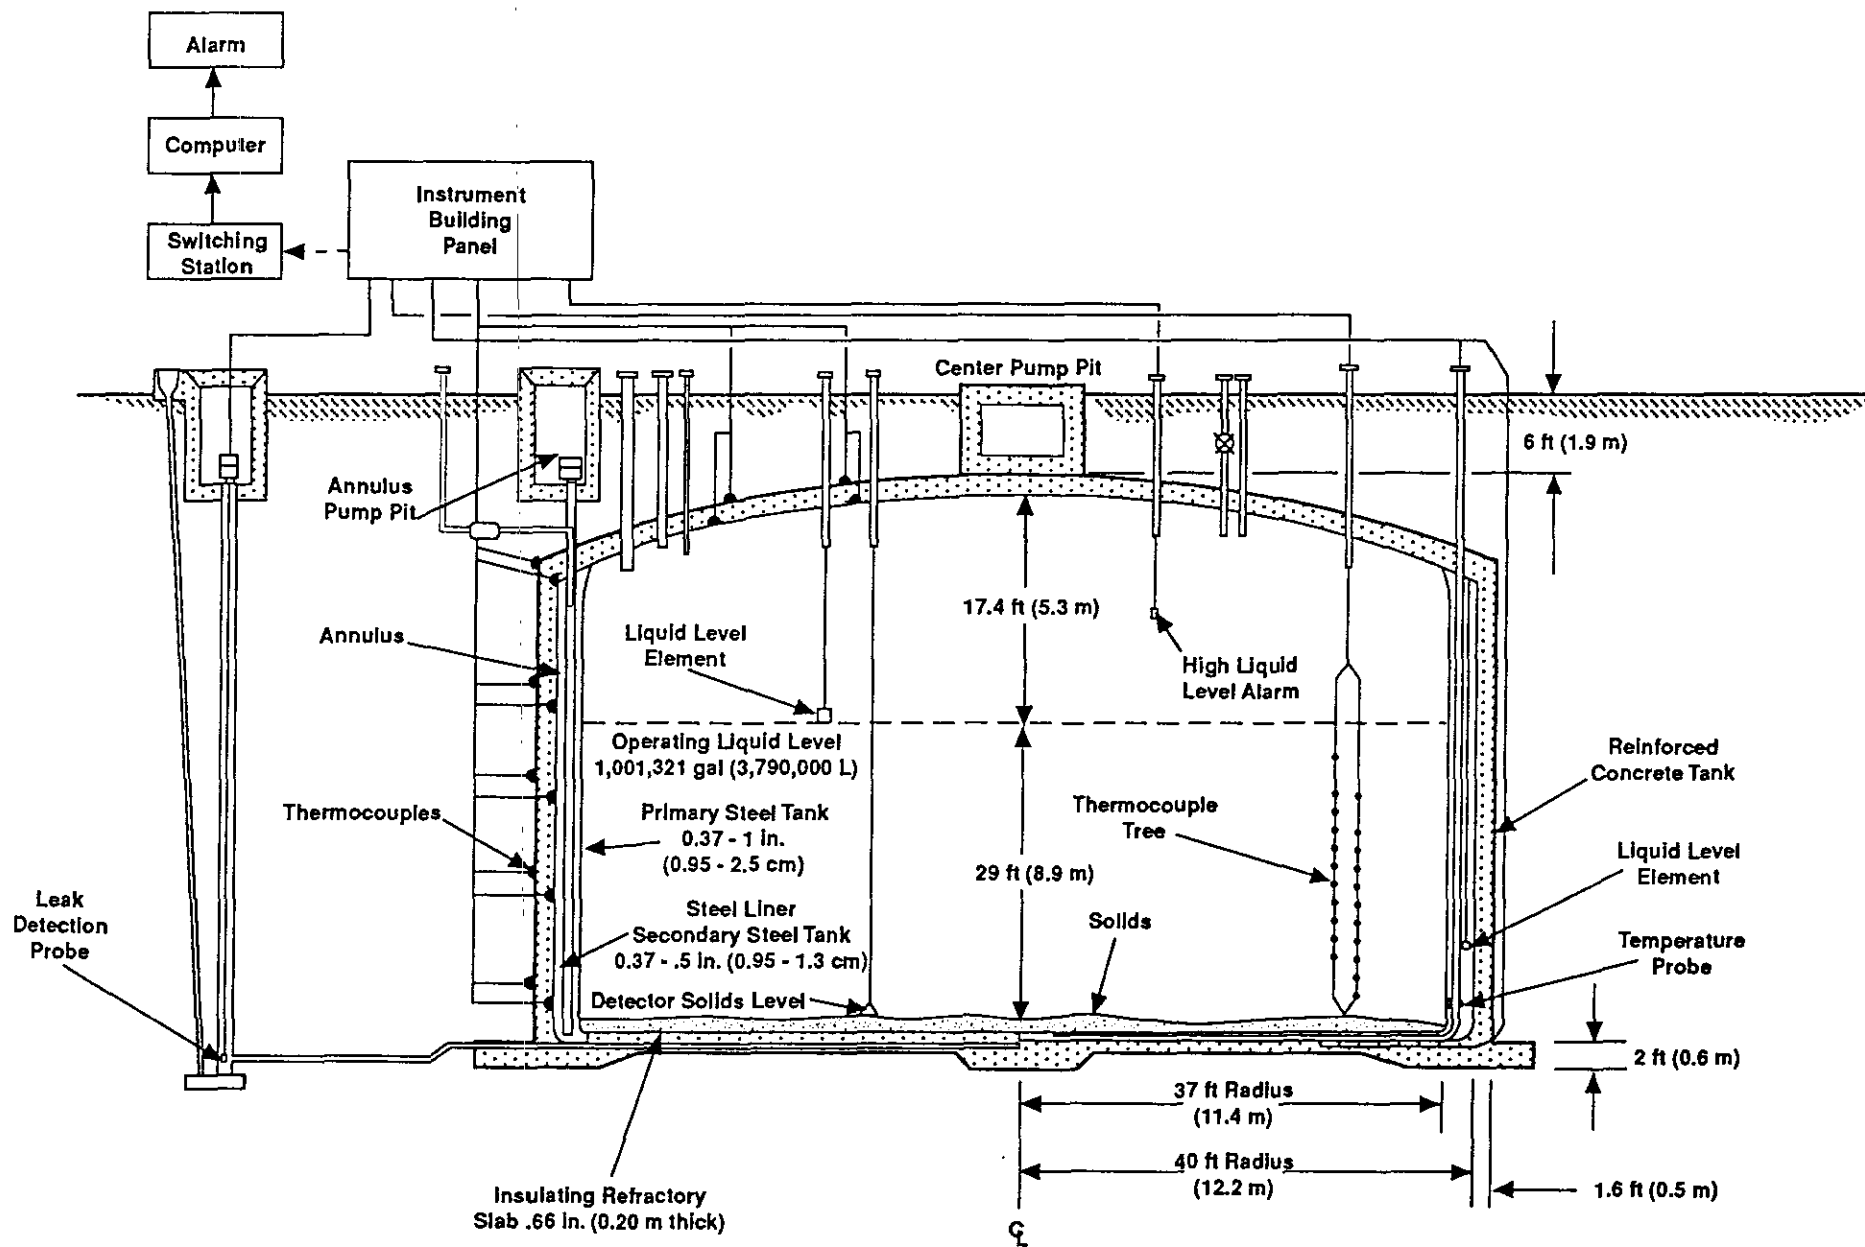 Alarm
Computer
Switching
Station
Instrument
Building
Panel
Center Pump Pit
6 ft (1.9 m)
Annulus
Pump Pit
17.4 ft (5.3 m)
Annulus
Liquid Level
Element
High Liquid
Level Alarm
Operating Liquid Level
1,001,321 gal (3,790,000 L)
Reinforced
Concrete Tank
Thermocouples
Primary Steel Tank
0.37 - 1 in.
(0.95 - 2.5 cm)
Thermocouple
Tree
29 ft (8.9 m)
Liquid Level
Element
Leak
Detection
Probe
Steel Liner
Secondary Steel Tank
0.37 - .5 in. (0.95 - 1.3 cm)
Solids
Temperature
Probe
Detector Solids Level
2 ft (0.6 m)
37 ft Radius
(11.4 m)
40 ft Radius
(12.2 m)
1.6 ft (0.5 m)
Insulating Refractory
Slab .66 in. (0.20 m thick)
℄